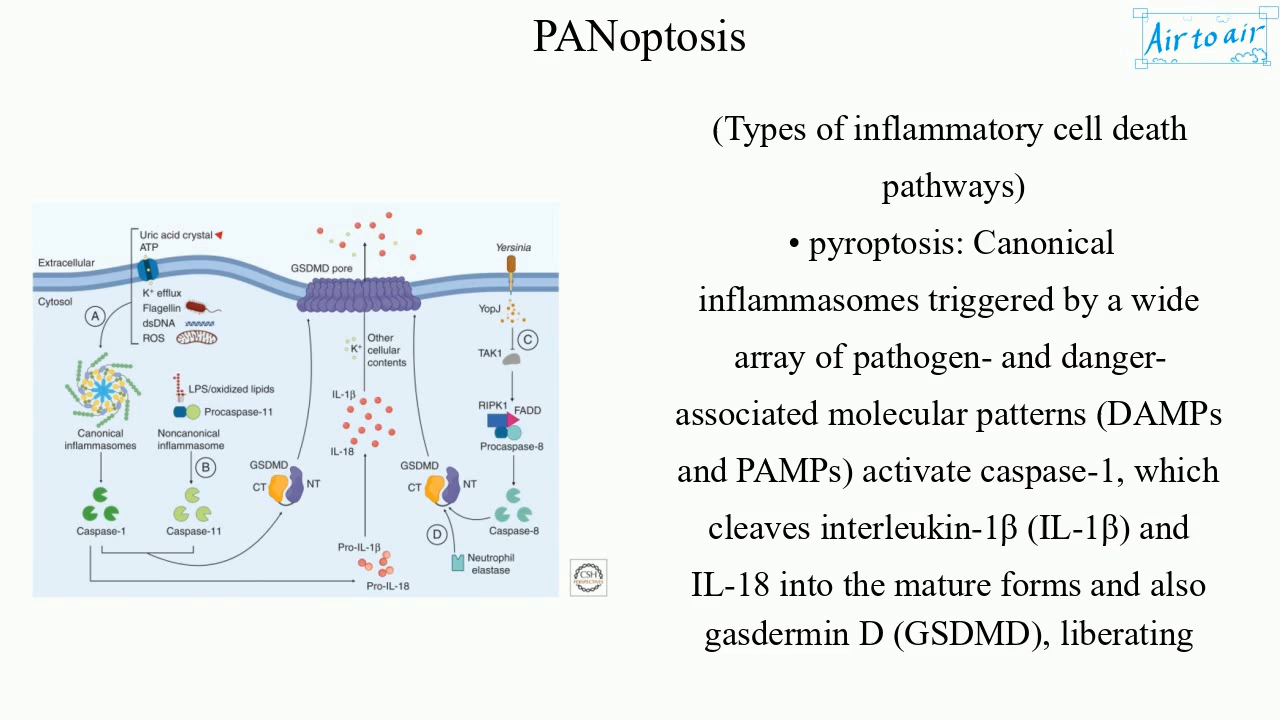 PANoptosis
Air to air
(Types of inflammatory cell death
pathways)
• pyroptosis: Canonical
inflammasomes triggered by a wide
array of pathogen- and danger-
associated molecular patterns (DAMPs
and PAMPs) activate caspase-1, which
cleaves interleukin-1β (IL-1β) and
IL-18 into the mature forms and also
gasdermin D (GSDMD), liberating
Uric acid crystal
ATP
Extracellular
Cytosol
K⁺ efflux
Flagellin
dsDNA
ROS
A
GSDMD pore
Yersinia
YopJ
C
TAK1
K⁺
Other
cellular
contents
LPS/oxidized lipids
Procaspase-11
IL-1β
IL-18
RIPK1
FADD
Procaspase-8
Canonical
inflammasomes
Noncanonical
inflammasome
B
GSDMD
CT
NT
GSDMD
CT
NT
Caspase-1
Caspase-11
Caspase-8
D
Neutrophil
elastase
Pro-IL-1β
Pro-IL-18
CSH
PERSPECTIVES